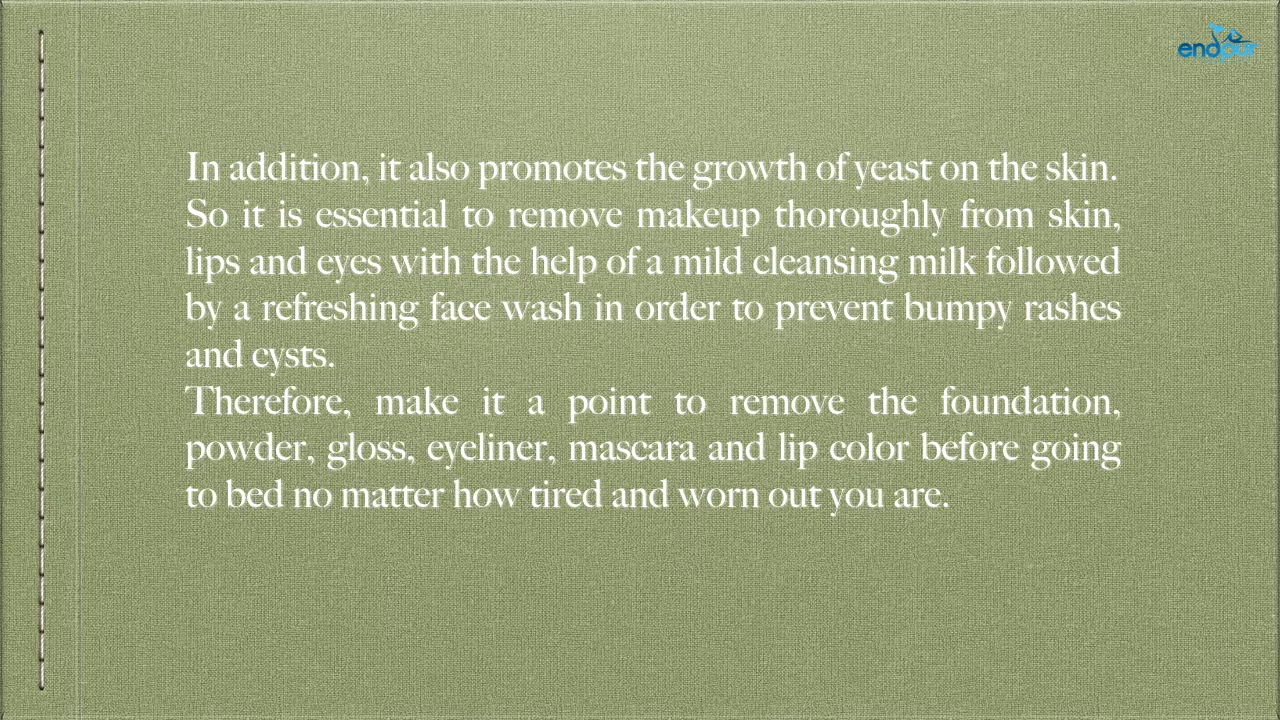 endpur
In addition, it also promotes the growth of yeast on the skin.
So it is essential to remove makeup thoroughly from skin,
lips and eyes with the help of a mild cleansing milk followed
by a refreshing face wash in order to prevent bumpy rashes
and cysts.
Therefore, make it a point to remove the foundation,
powder, gloss, eyeliner, mascara and lip color before going
to bed no matter how tired and worn out you are.